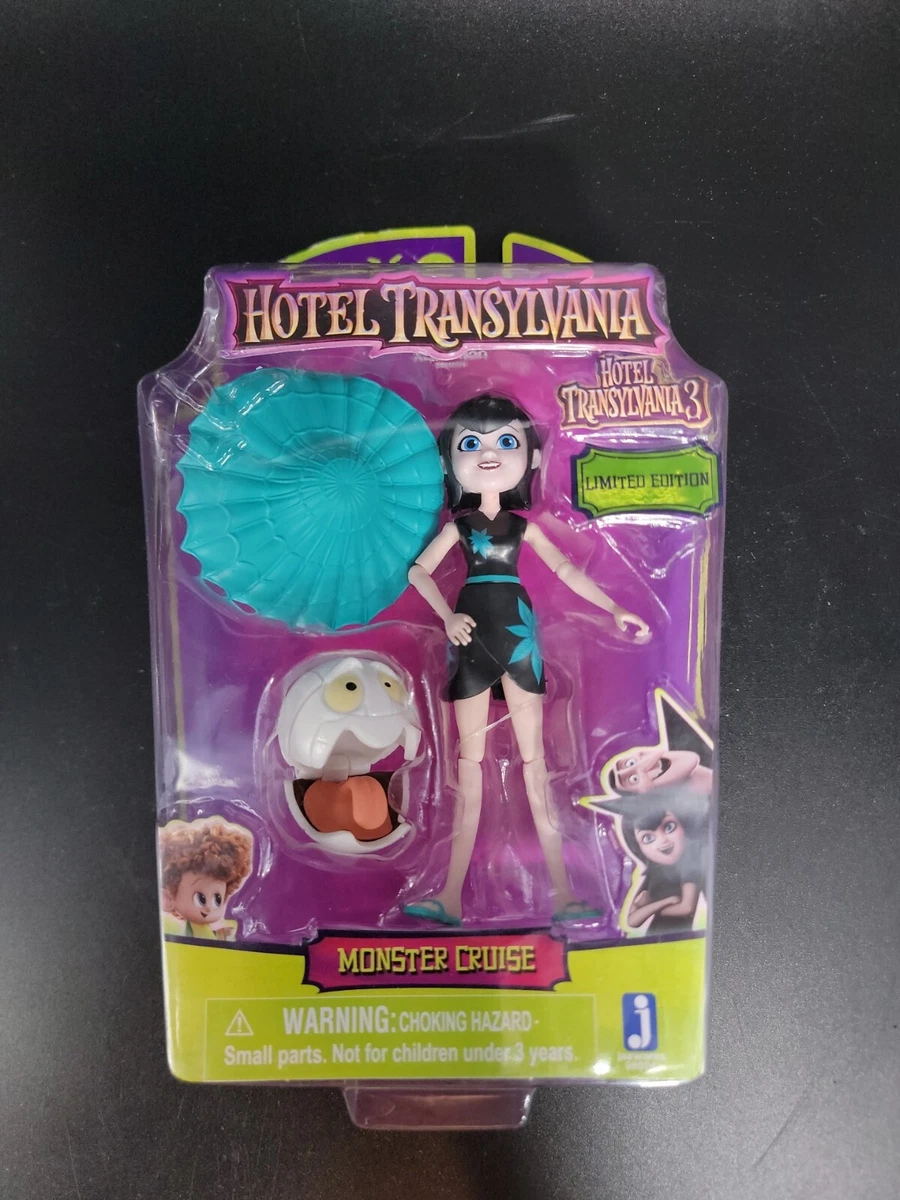 HOTEL TRANSYLVANIA
HOTEL
TRANSYLVANIA 3
LIMITED EDITION
MONSTER CRUISE
WARNING: CHOKING HAZARD -
Small parts. Not for children under 3 years.
j